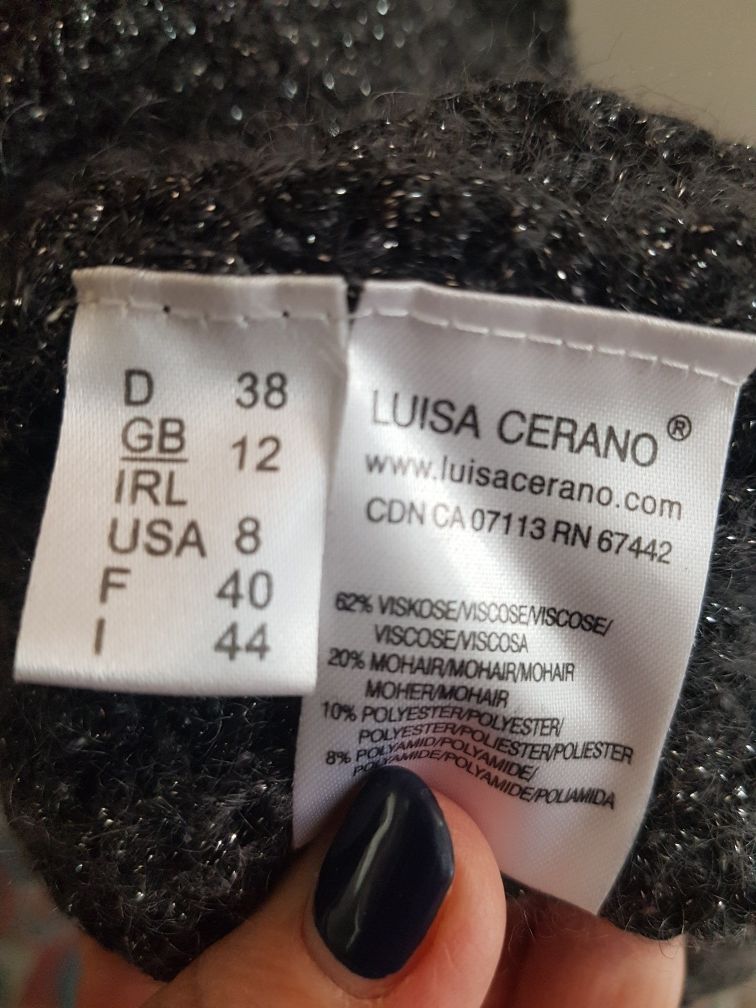 D 38
GB 12
IRL
USA 8
F 40
I 44
LUISA CERANO®
www.luisacerano.com
CDN CA 07113 RN 67442
62% VISKOSE/VISCOSE/VISCOSE/
VISCOSE/VISCOSA
20% MOHAIR/MOHAIR/MOHAIR
MOHER/MOHAIR
10% POLYESTER/POLYESTER/
POLYESTER/POLIESTER/POLIESTER
8% POLYAMID/POLYAMIDE/
POLYAMIDE/POLYAMIDE/POLIAMIDA